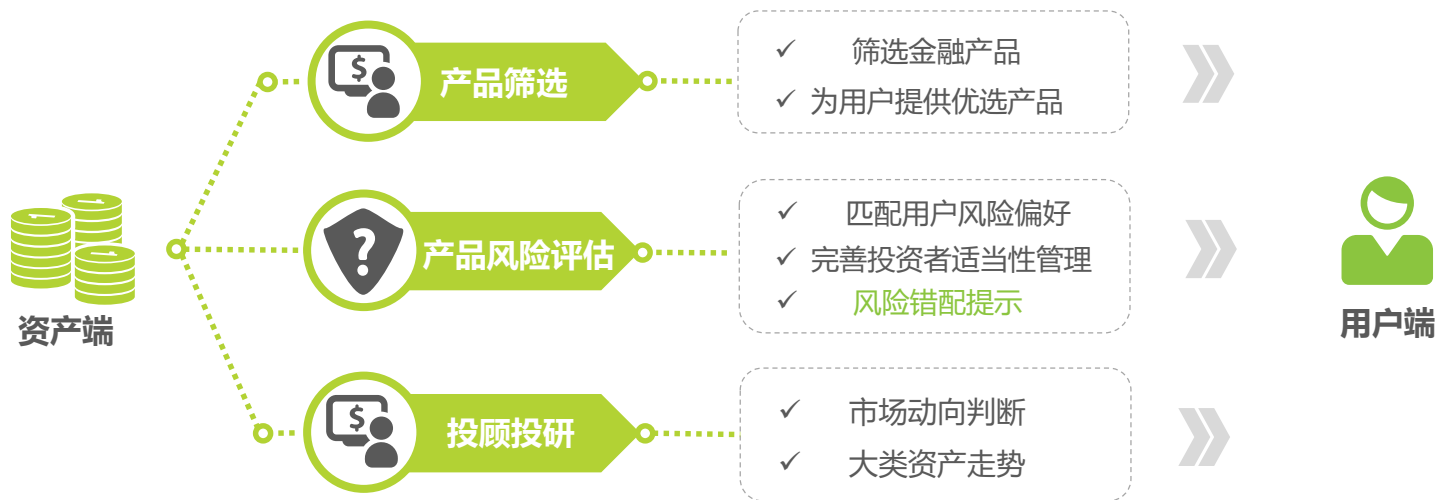 产品筛选
筛选金融产品
为用户提供优选产品
资产端
产品风险评估
匹配用户风险偏好
完善投资者适当性管理
风险错配提示
用户端
投顾投研
市场动向判断
大类资产走势